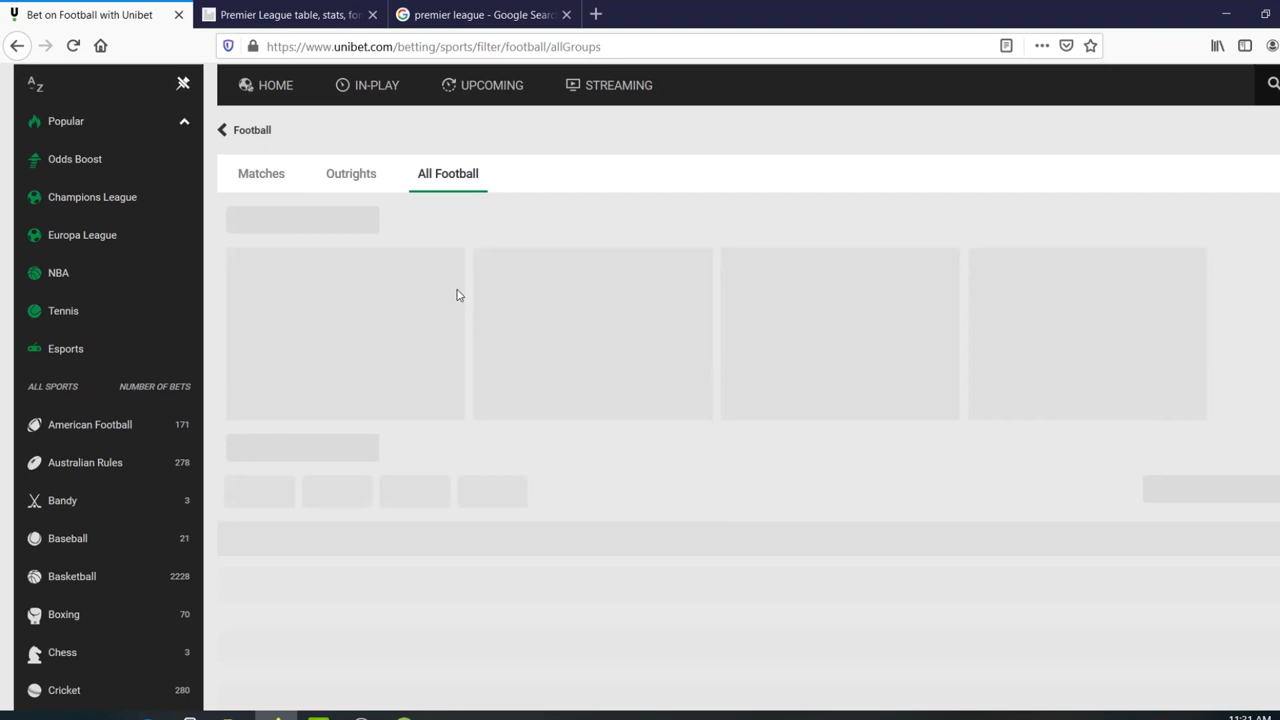 Bet on Football with Unibet
Premier League table, stats, for
premier league - Google Searc
https://www.unibet.com/betting/sports/filter/football/allGroups
A Z
HOME
IN-PLAY
UPCOMING
STREAMING
Popular
Football
Odds Boost
Matches
Outrights
All Football
Champions League
Europa League
NBA
Tennis
Esports
ALL SPORTS
NUMBER OF BETS
American Football 171
Australian Rules 278
Bandy 3
Baseball 21
Basketball 2228
Boxing 70
Chess 3
Cricket 280